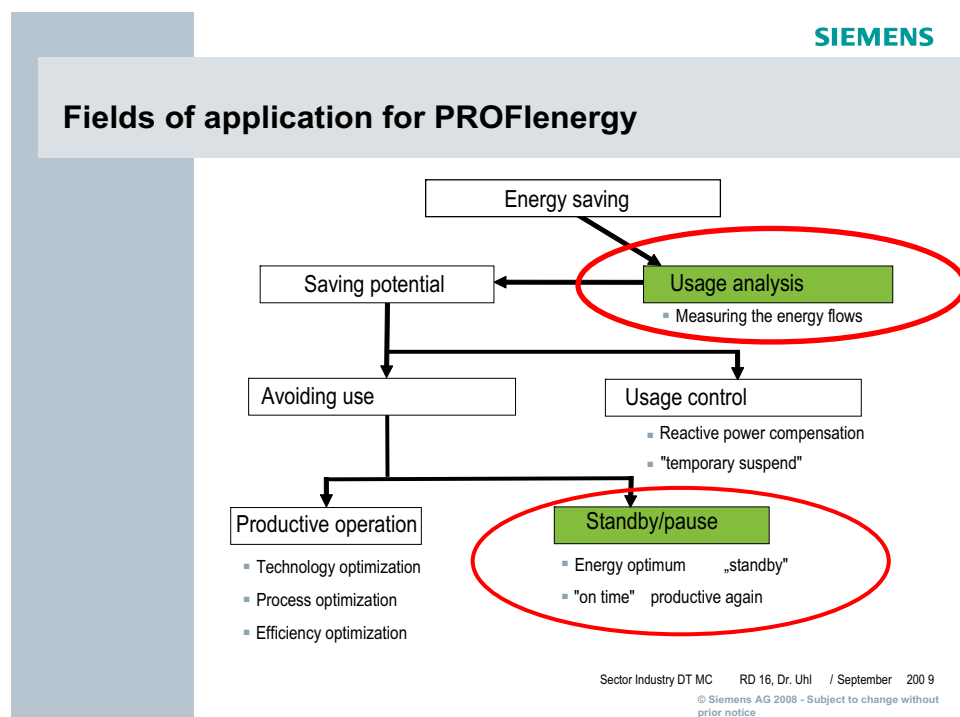 SIEMENS
Fields of application for PROFIenergy
Energy saving
Saving potential
Usage analysis
▪ Measuring the energy flows
Avoiding use
Usage control
▪ Reactive power compensation
▪ "temporary suspend"
Productive operation
▪ Technology optimization
▪ Process optimization
▪ Efficiency optimization
Standby/pause
▪ Energy optimum „standby"
▪ "on time" productive again
Sector Industry DT MC RD 16, Dr. Uhl / September 200 9
© Siemens AG 2008 - Subject to change without
prior notice